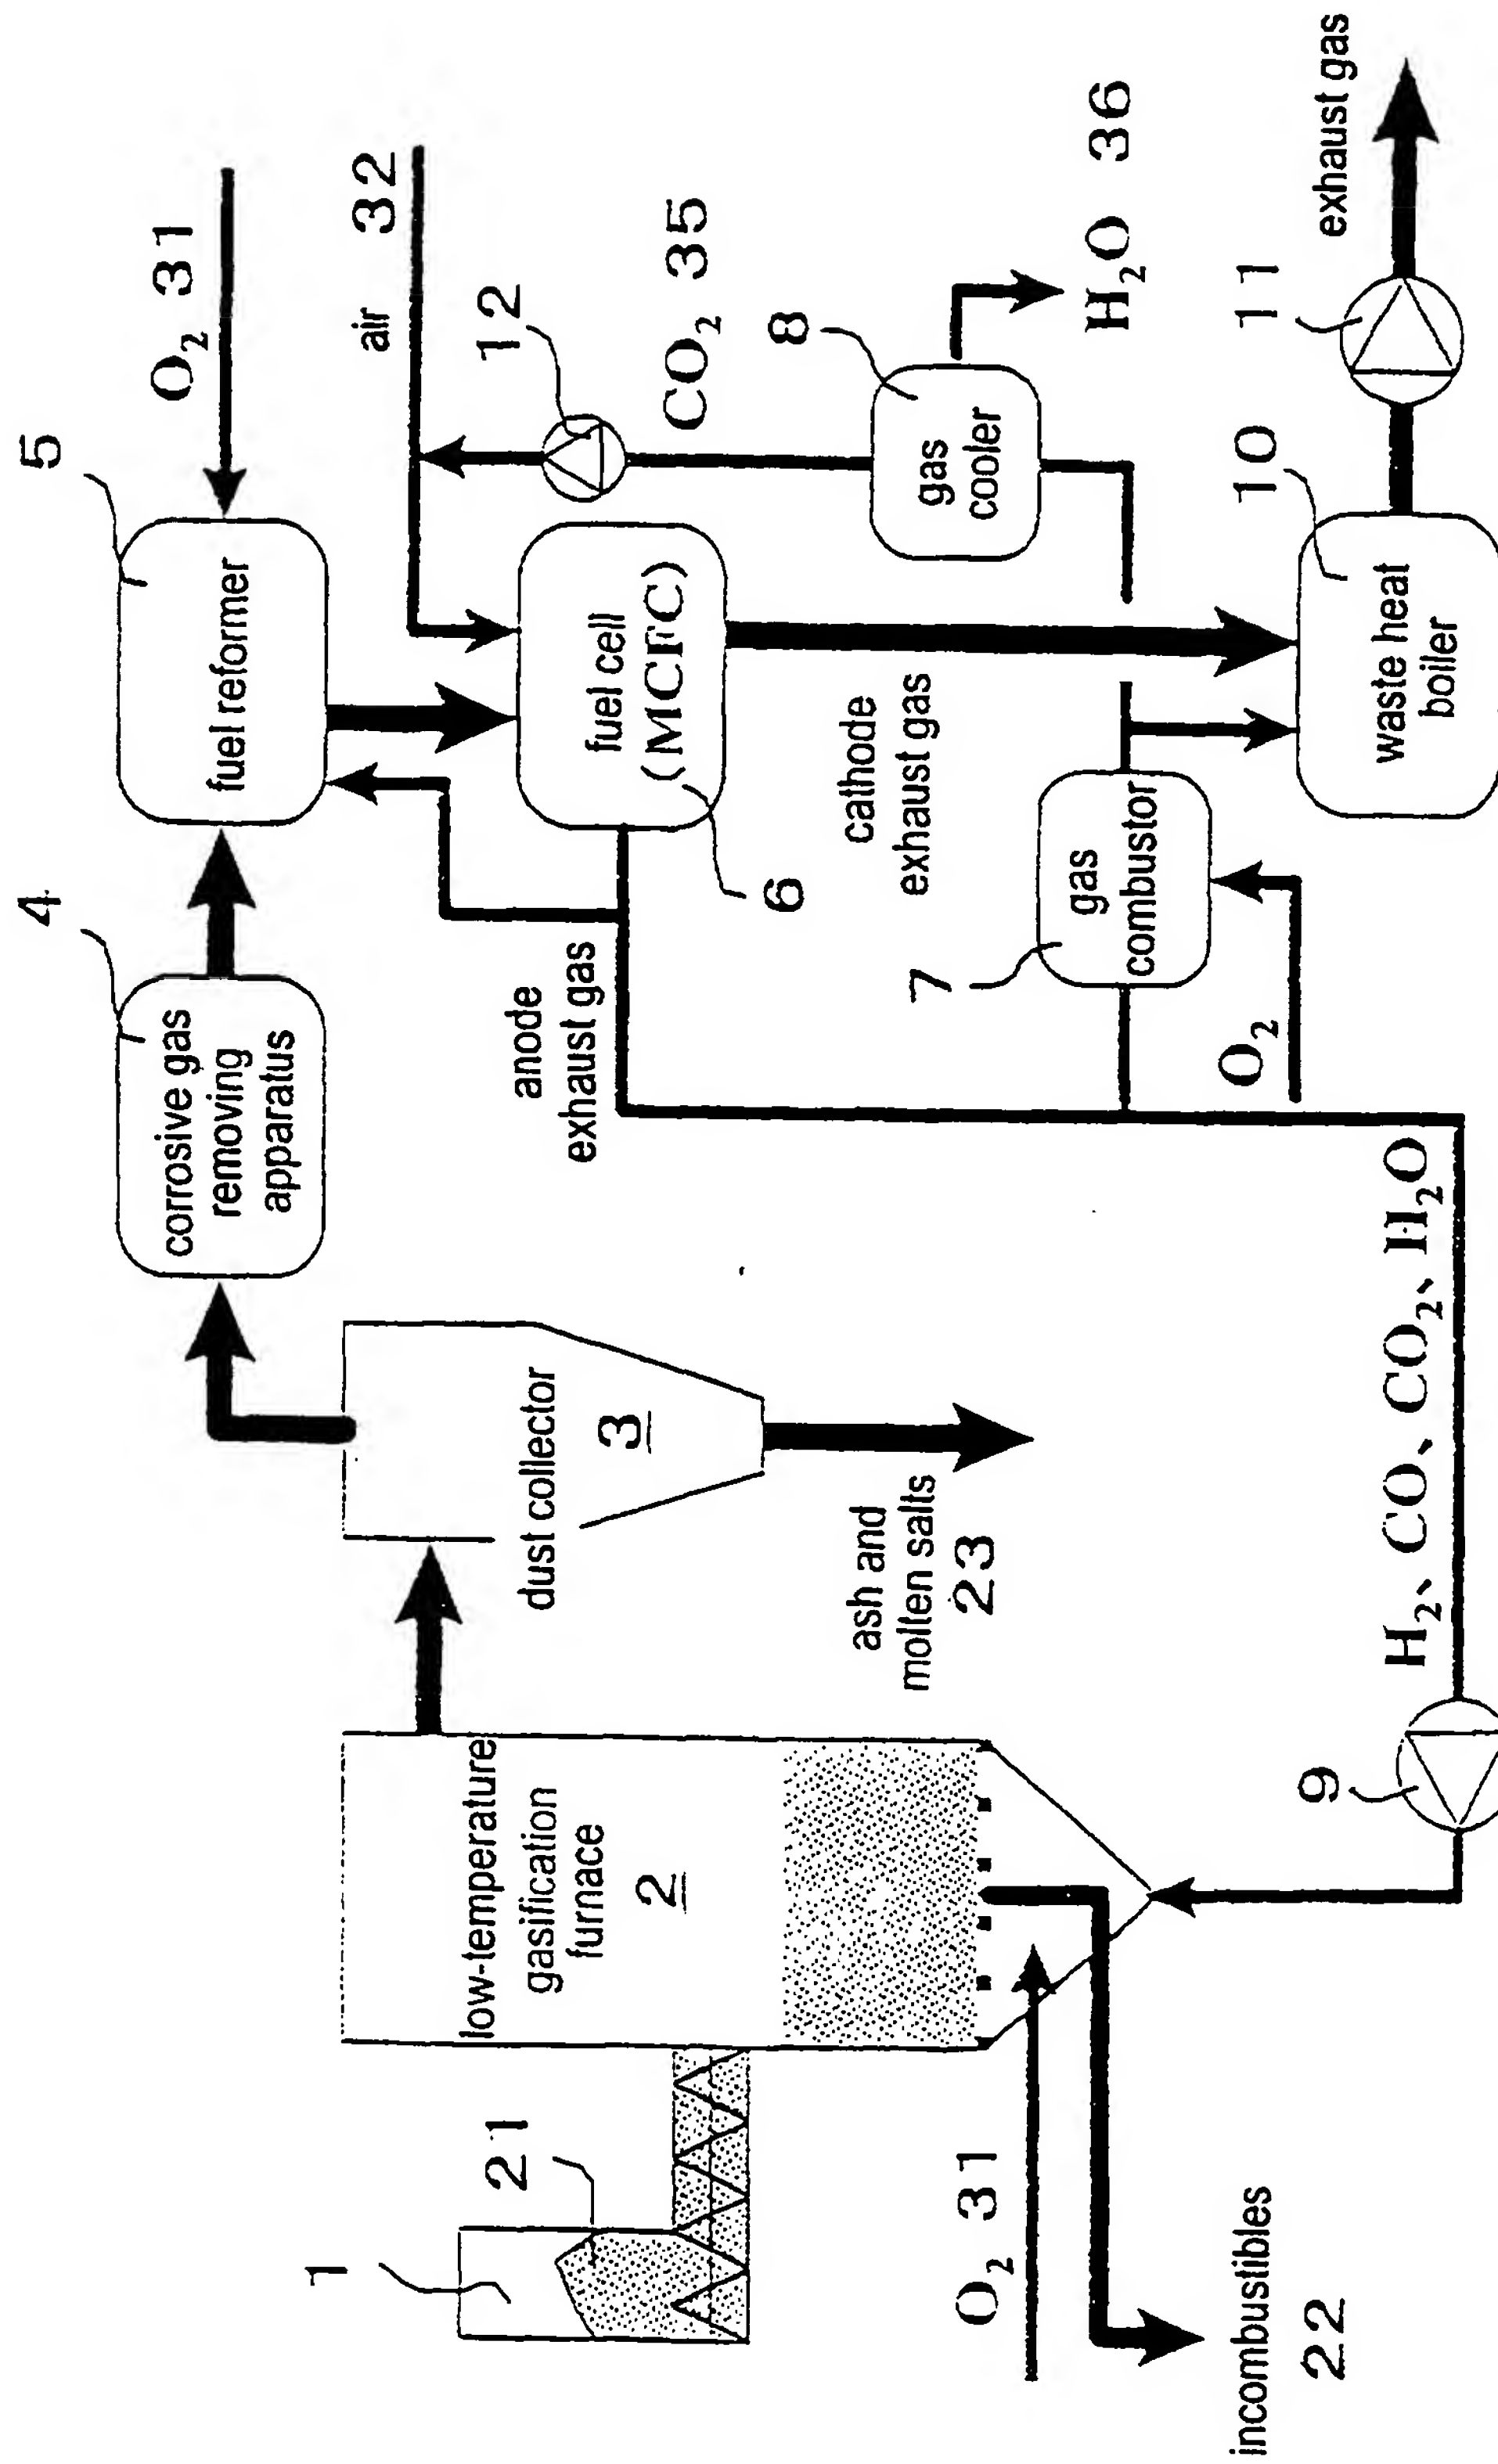 4
5
O₂ 31
corrosive gas
removing
apparatus
fuel reformer
air 32
12
CO₂ 35
1
21
low-temperature
gasification
furnace
2
dust collector
3
anode
exhaust gas
fuel cell
(MCFC)
6
8
gas
cooler
H₂O 36
cathode
exhaust gas
ash and
molten salts
23
7
gas
combustor
O₂ 31
O₂
10
11
exhaust gas
waste heat
boiler
incombustibles
22
9
H₂、CO、CO₂、H₂O